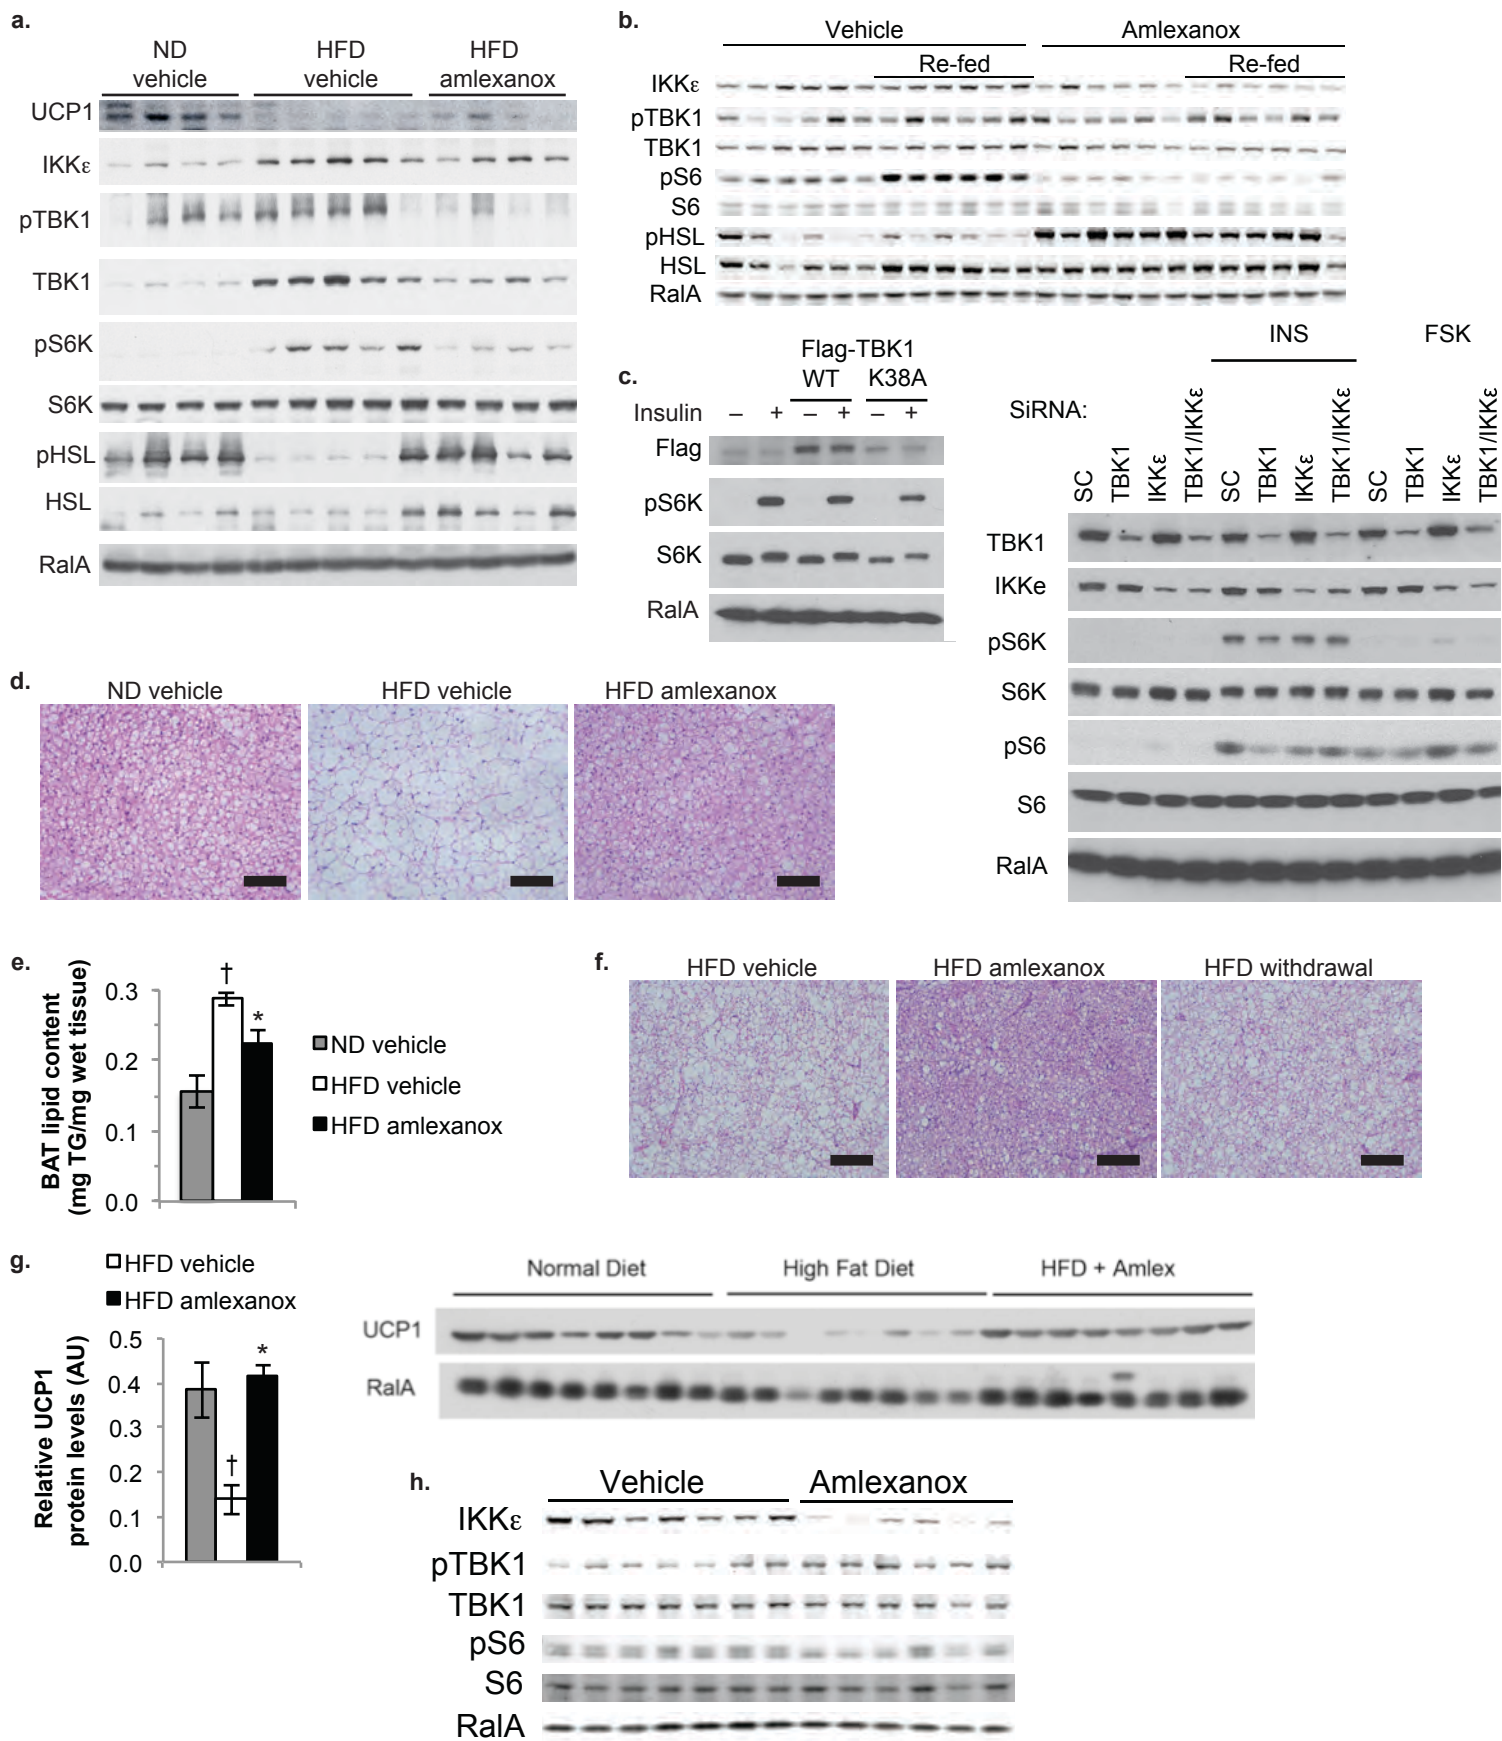 a.
ND
vehicle
HFD
vehicle
HFD
amlexanox
UCP1
IKKε
pTBK1
TBK1
pS6K
S6K
pHSL
HSL
RalA
b.
Vehicle
Amlexanox
Re-fed
Re-fed
IKKε
pTBK1
TBK1
pS6
S6
pHSL
HSL
RalA
c.
Flag-TBK1
WT
K38A
Insulin
– + – + – +
Flag
pS6K
S6K
RalA
INS
FSK
SiRNA:
SC
TBK1
IKKε
TBK1/IKKε
SC
TBK1
IKKε
TBK1/IKKε
SC
TBK1
IKKε
TBK1/IKKε
TBK1
IKKe
pS6K
S6K
pS6
S6
RalA
d.
ND vehicle
HFD vehicle
HFD amlexanox
e.
BAT lipid content
(mg TG/mg wet tissue)
0.3
0.2
0.1
0.0
†
*
ND vehicle
HFD vehicle
HFD amlexanox
f.
HFD vehicle
HFD amlexanox
HFD withdrawal
g.
HFD vehicle
HFD amlexanox
Relative UCP1
protein levels (AU)
0.5
0.4
0.3
0.2
0.1
0.0
†
*
Normal Diet
High Fat Diet
HFD + Amlex
UCP1
RalA
h.
Vehicle
Amlexanox
IKKε
pTBK1
TBK1
pS6
S6
RalA